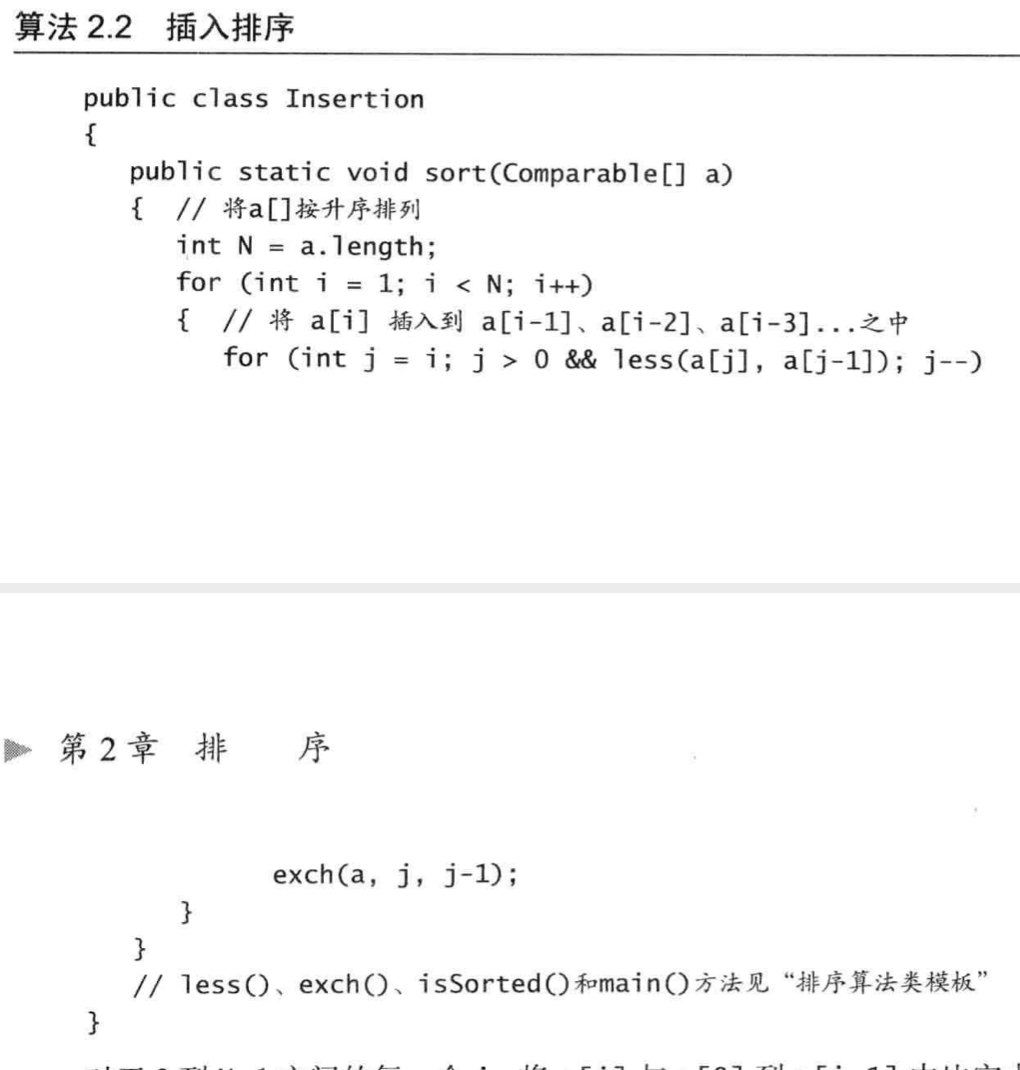 算法 2.2 插入排序
public class Insertion
{
public static void sort(Comparable[] a)
{ // 将a[]按升序排列
int N = a.length;
for (int i = 1; i < N; i++)
{ // 将 a[i] 插入到 a[i-1]、a[i-2]、a[i-3]...之中
for (int j = i; j > 0 && less(a[j], a[j-1]); j--)
第 2 章 排 序
exch(a, j, j-1);
}
}
// less()、exch()、isSorted()和main()方法见“排序算法类模板”
}